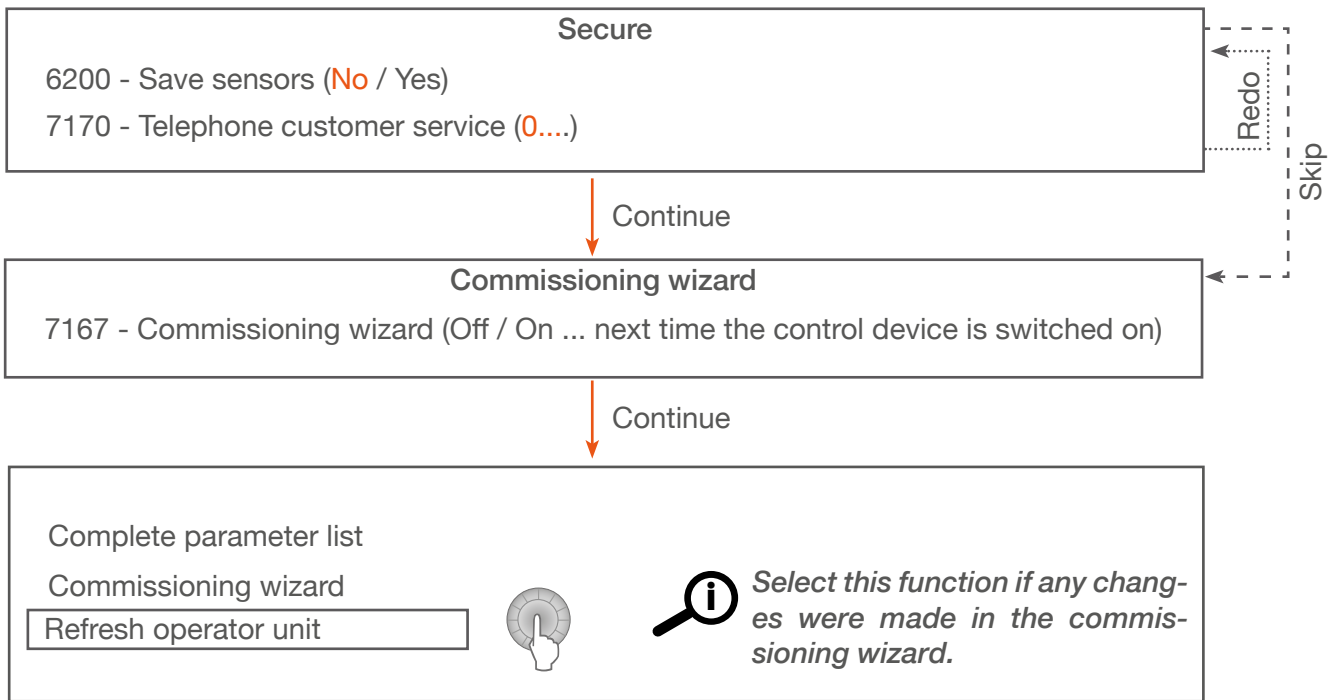 Secure
6200 - Save sensors (No / Yes)
7170 - Telephone customer service (0....)
Redo
Skip
Continue
Commissioning wizard
7167 - Commissioning wizard (Off / On ... next time the control device is switched on)
Continue
Complete parameter list
Commissioning wizard
Refresh operator unit
i
Select this function if any chang-
es were made in the commis-
sioning wizard.